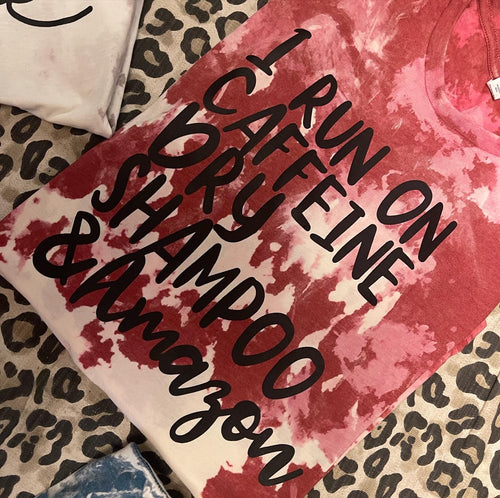 I RUN ON
CAFFEINE
DRY
SHAMPOO
&Amazon